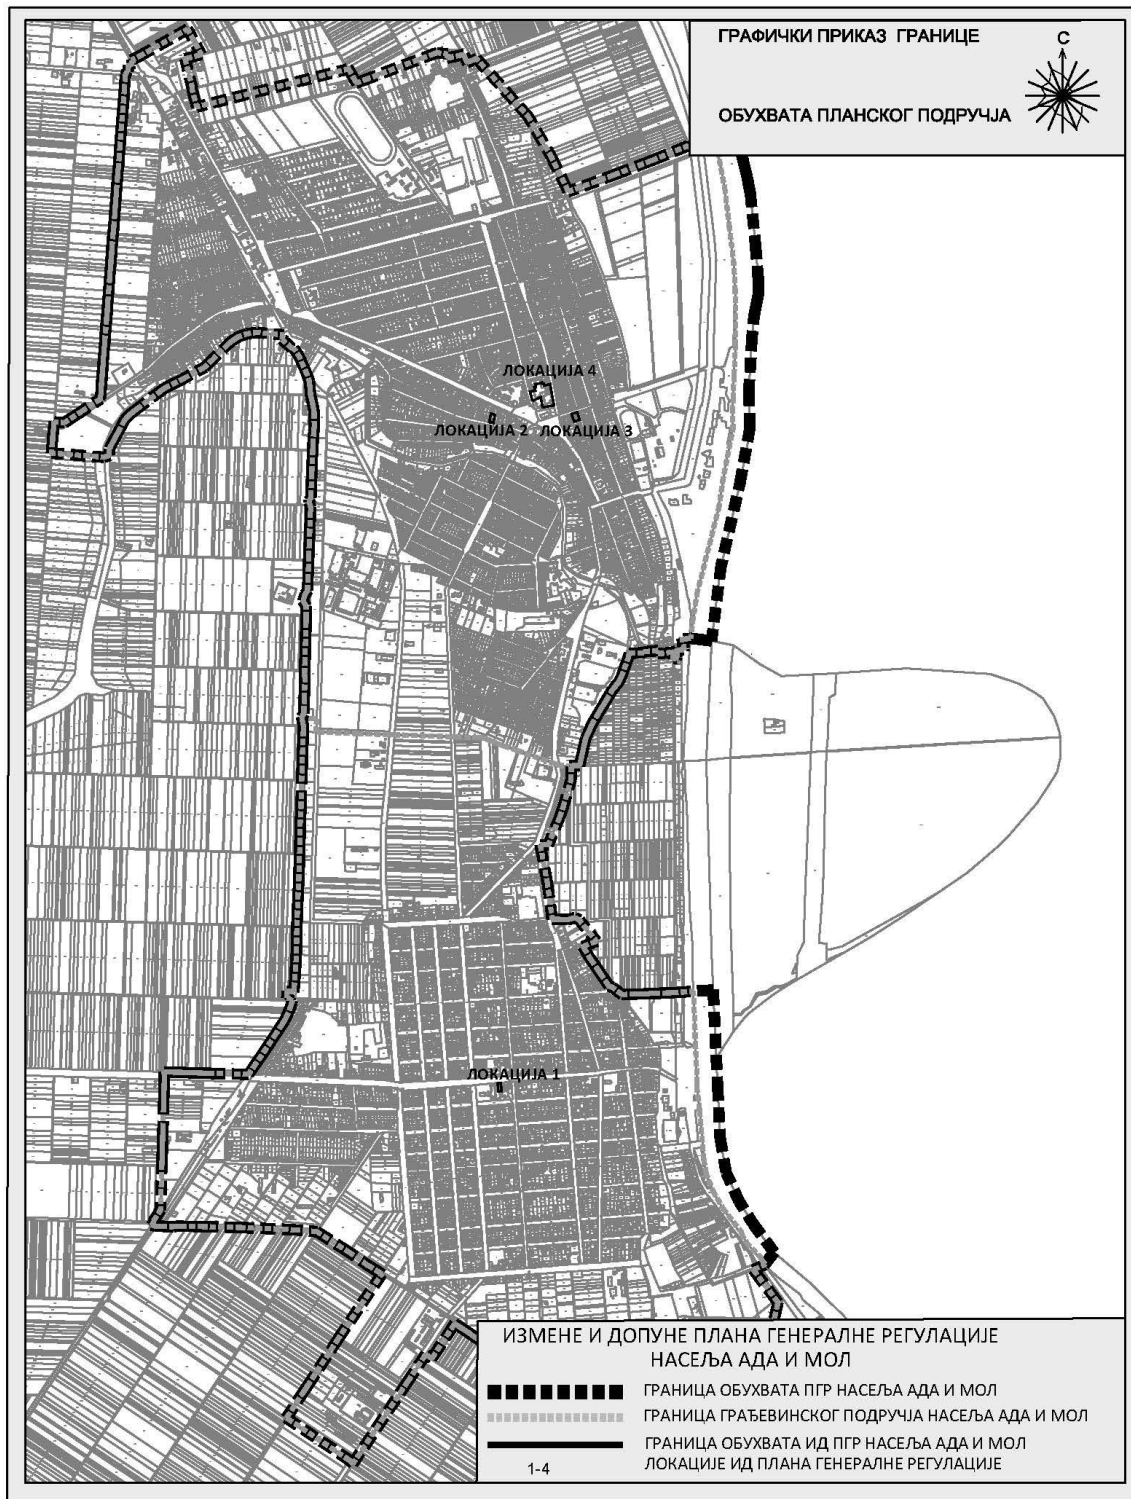 ГРАФИЧКИ ПРИКАЗ ГРАНИЦЕ
С
ОБУХВАТА ПЛАНСКОГ ПОДРУЧЈА
ЛОКАЦИЈА 4
ЛОКАЦИЈА 2 ЛОКАЦИЈА 3
ЛОКАЦИЈА 1
ИЗМЕНЕ И ДОПУНЕ ПЛАНА ГЕНЕРАЛНЕ РЕГУЛАЦИЈЕ
НАСЕЉА АДА И МОЛ
ГРАНИЦА ОБУХВАТА ПГР НАСЕЉА АДА И МОЛ
ГРАНИЦА ГРАЂЕВИНСКОГ ПОДРУЧЈА НАСЕЉА АДА И МОЛ
ГРАНИЦА ОБУХВАТА ИД ПГР НАСЕЉА АДА И МОЛ
1-4 ЛОКАЦИЈЕ ИД ПЛАНА ГЕНЕРАЛНЕ РЕГУЛАЦИЈЕ